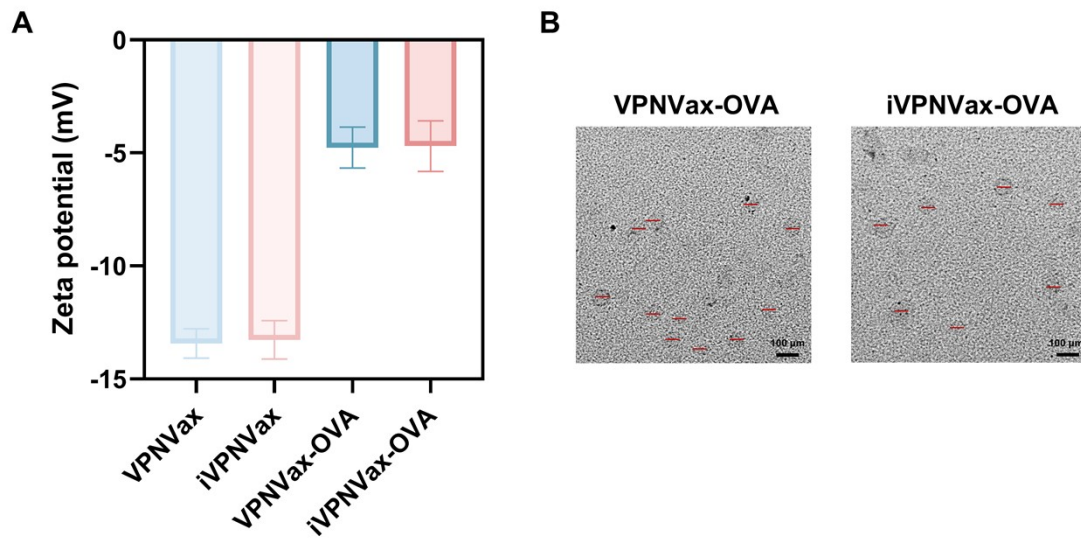 A
B
Zeta potential (mV)
0
-5
-10
-15
VPNVax
iVPNVax
VPNVax-OVA
iVPNVax-OVA
VPNVax-OVA
iVPNVax-OVA
100 μm
100 μm